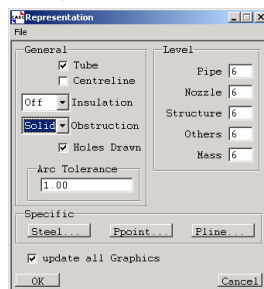 CADC Representation
File
General
Tube
Centreline
Off Insulation
Solid Obstruction
Holes Drawn
Arc Tolerance
1.00
Level
Pipe 6
Nozzle 6
Structure 6
Others 6
Mass 6
Specific
Steel... Ppoint... Pline...
update all Graphics
OK Cancel